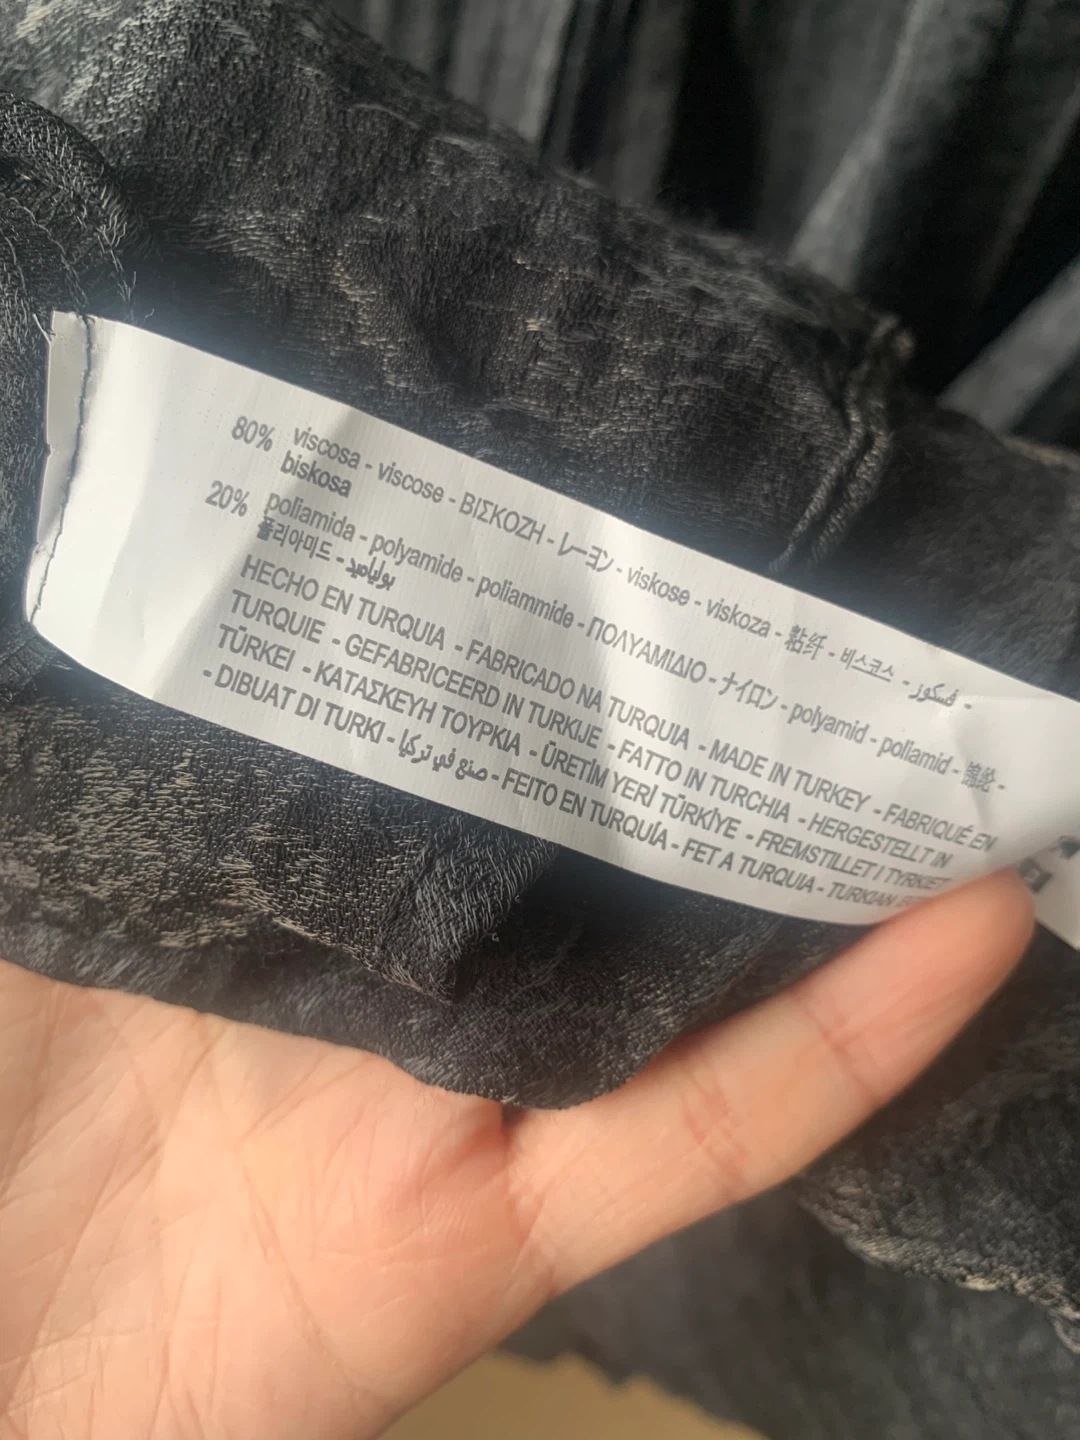 80% viscosa - viscose - ΒΙΣΚΟΖΗ - レーヨン - viskose - viskoza - 黏纤 - 비스코스 - فسكوز -
biskosa
20% poliamida - polyamide - poliammide - ΠΟΛΥΑΜΙΔΙΟ - ナイロン - polyamid - poliamid - 锦纶 -
폴리아미드 - بولياميد
HECHO EN TURQUIA - FABRICADO NA TURQUIA - MADE IN TURKEY - FABRIQUÉ EN
TURQUIE - GEFABRICEERD IN TURKIJE - FATTO IN TURCHIA - HERGESTELLT IN
TÜRKEI - ΚΑΤΑΣΚΕΥΗ ΤΟΥΡΚΙΑ - ÜRETİM YERİ TÜRKİYE - FREMSTILLET I TYRKIET
- DIBUAT DI TURKI - صنع في تركيا - FEITO EN TURQUÍA - FET A TURQUIA - TURKIAN